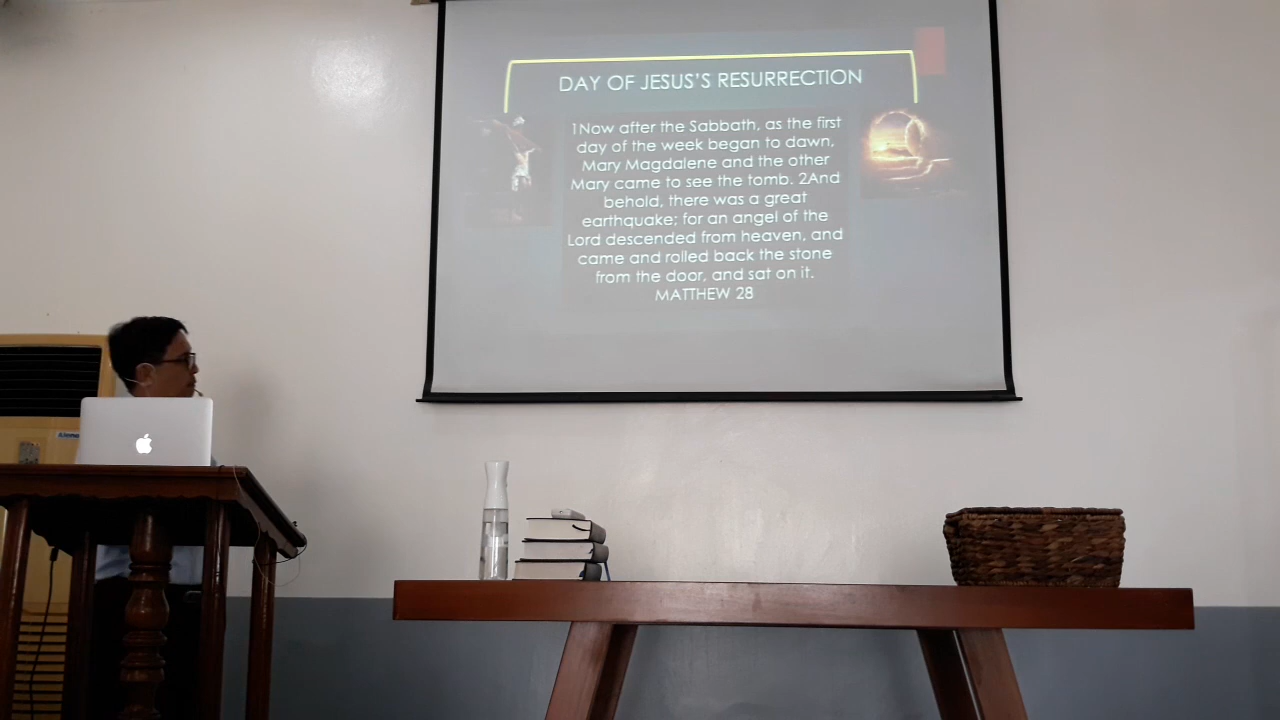 DAY OF JESUS'S RESURRECTION
1Now after the Sabbath, as the first
day of the week began to dawn,
Mary Magdalene and the other
Mary came to see the tomb. 2And
behold, there was a great
earthquake; for an angel of the
Lord descended from heaven, and
came and rolled back the stone
from the door, and sat on it.
MATTHEW 28